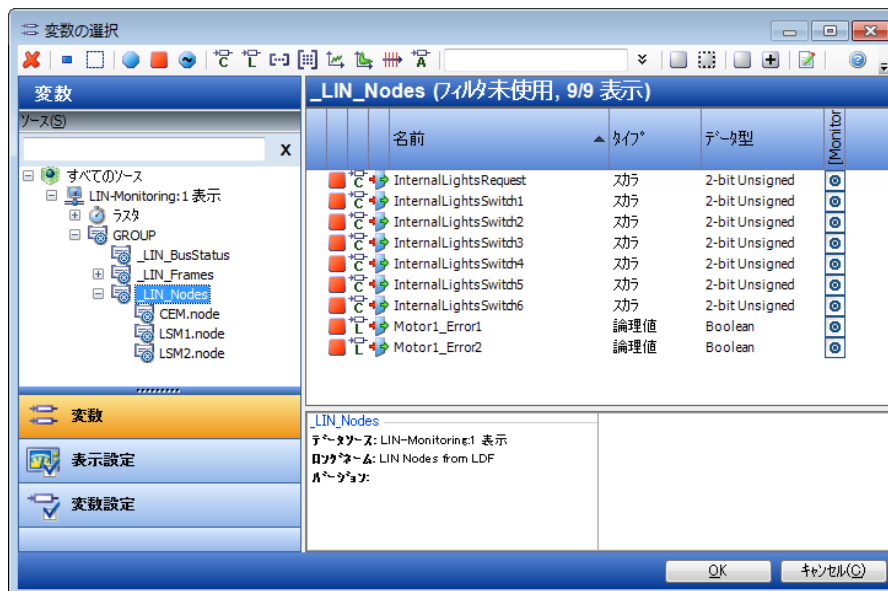 変数の選択
変数
ソース(S)
X
すべてのソース
LIN-Monitoring:1 表示
ラスタ
GROUP
_LIN_BusStatus
_LIN_Frames
_LIN_Nodes
CEM.node
LSM1.node
LSM2.node
変数
表示設定
変数設定
_LIN_Nodes (フィルタ未使用, 9/9 表示)
名前 タイプ データ型 [Monitor
C InternalLightsRequest スカラ 2-bit Unsigned
C InternalLightsSwitch1 スカラ 2-bit Unsigned
C InternalLightsSwitch2 スカラ 2-bit Unsigned
C InternalLightsSwitch3 スカラ 2-bit Unsigned
C InternalLightsSwitch4 スカラ 2-bit Unsigned
C InternalLightsSwitch5 スカラ 2-bit Unsigned
C InternalLightsSwitch6 スカラ 2-bit Unsigned
L Motor1_Error1 論理値 Boolean
L Motor1_Error2 論理値 Boolean
_LIN_Nodes
データソース: LIN-Monitoring:1 表示
ロングネーム: LIN Nodes from LDF
バージョン:
OK キャンセル(C)